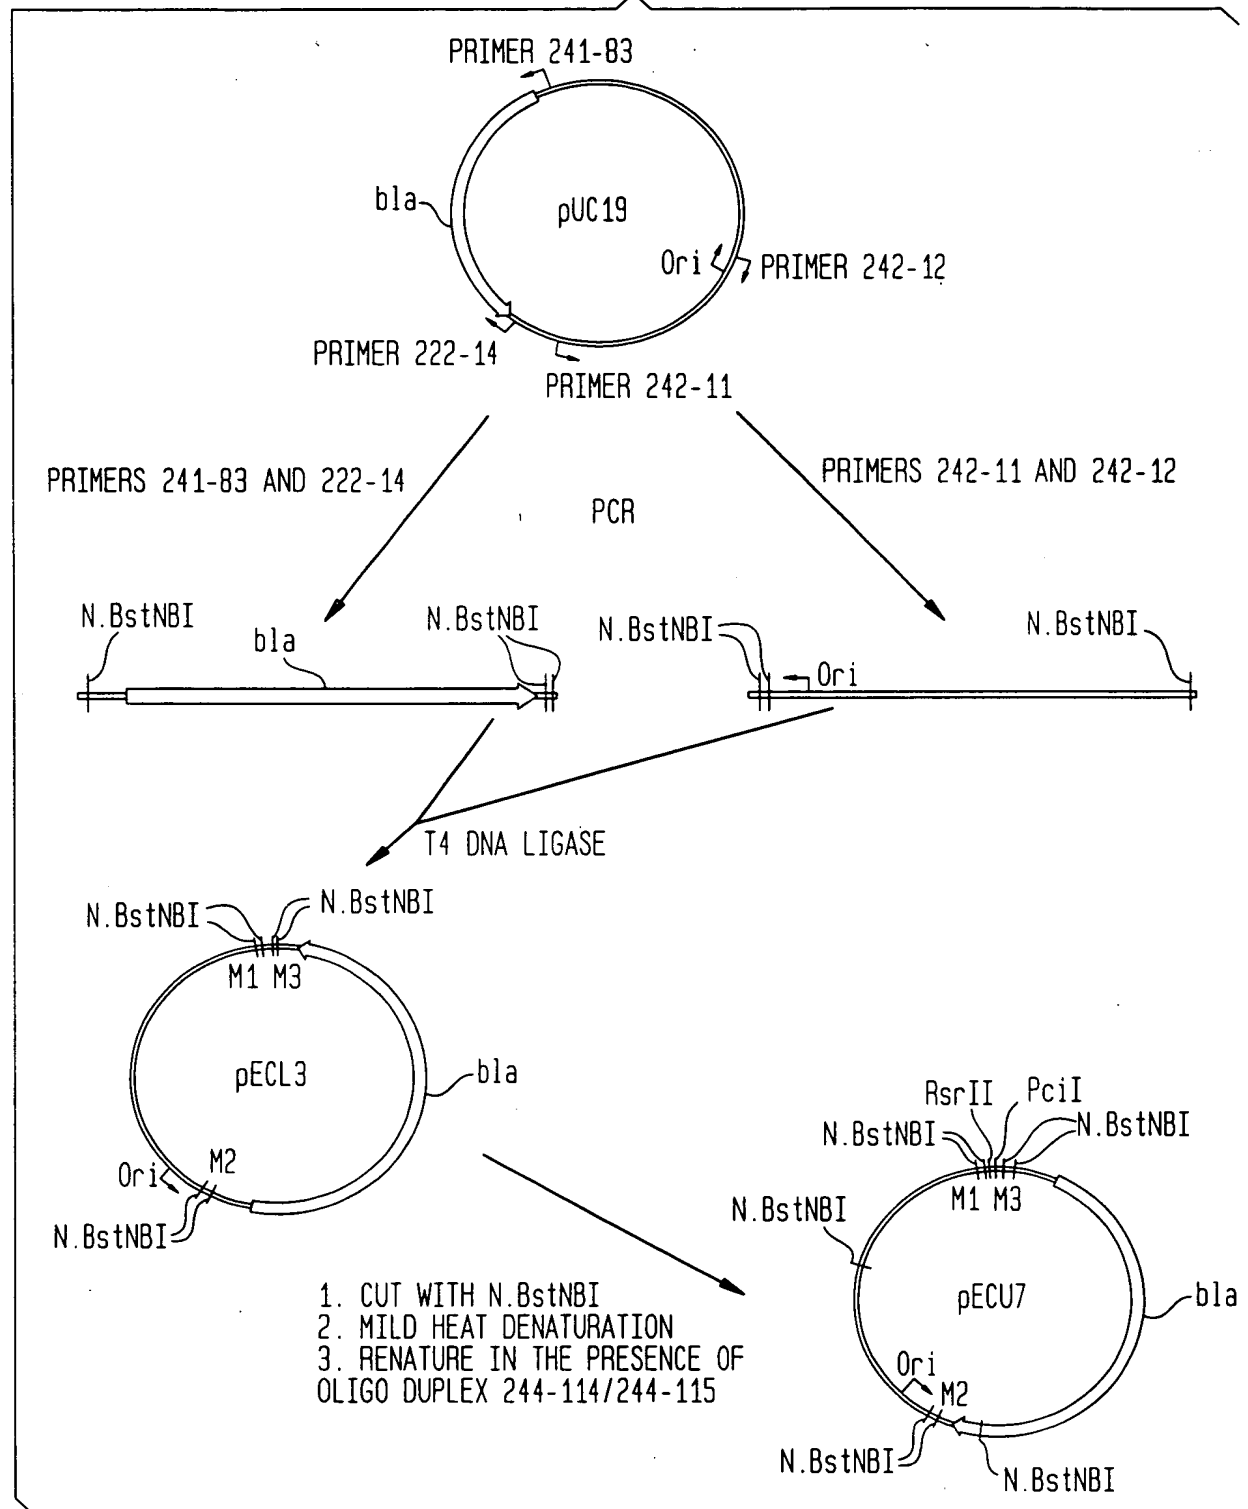 PRIMER 241-83
bla
pUC19
Ori
PRIMER 242-12
PRIMER 222-14
PRIMER 242-11
PRIMERS 241-83 AND 222-14
PRIMERS 242-11 AND 242-12
PCR
N.BstNBI
bla
N.BstNBI
N.BstNBI
Ori
N.BstNBI
T4 DNA LIGASE
N.BstNBI
N.BstNBI
M1 M3
pECL3
bla
Ori
M2
N.BstNBI
RsrII
PciI
N.BstNBI
N.BstNBI
M1 M3
N.BstNBI
pECU7
bla
Ori
M2
N.BstNBI
N.BstNBI
1. CUT WITH N.BstNBI
2. MILD HEAT DENATURATION
3. RENATURE IN THE PRESENCE OF
OLIGO DUPLEX 244-114/244-115